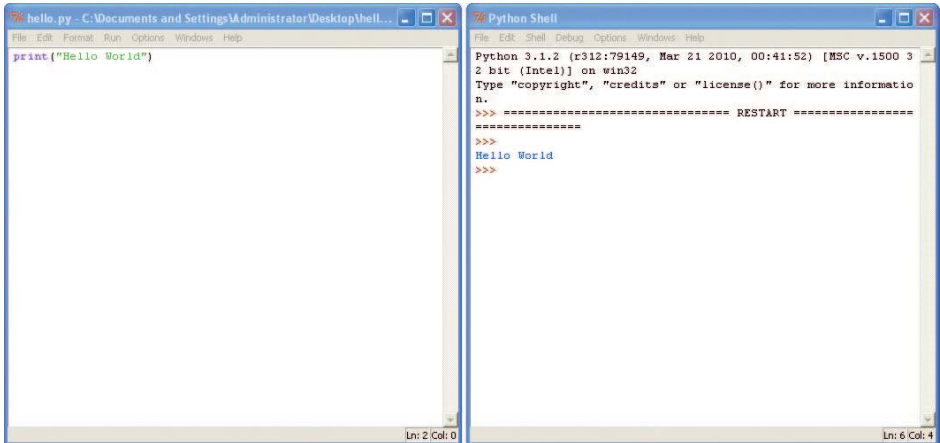 hello.py - C:\Documents and Settings\Administrator\Desktop\hell...
File Edit Format Run Options Windows Help
print("Hello World")
Ln: 2 Col: 0
Python Shell
File Edit Shell Debug Options Windows Help
Python 3.1.2 (r312:79149, Mar 21 2010, 00:41:52) [MSC v.1500 3
2 bit (Intel)] on win32
Type "copyright", "credits" or "license()" for more informatio
n.
>>> ================================ RESTART =================
===============
>>>
Hello World
>>>
Ln: 6 Col: 4